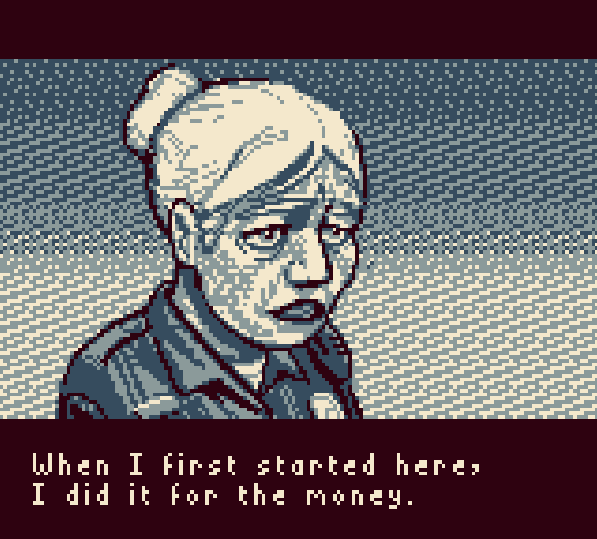 When I first started here,
I did it for the money.